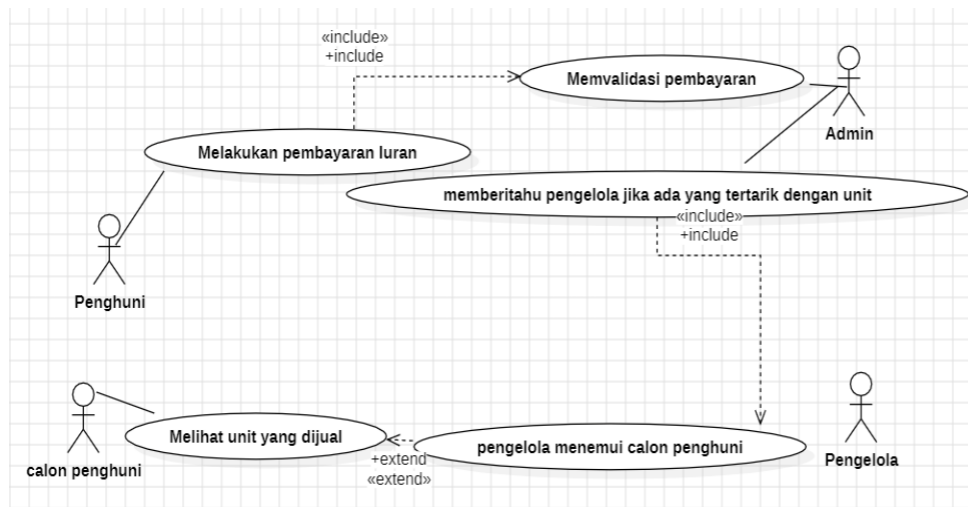 «include»
+include
Memvalidasi pembayaran
Admin
Melakukan pembayaran Iuran
memberitahu pengelola jika ada yang tertarik dengan unit
«include»
+include
Penghuni
Melihat unit yang dijual
calon penghuni
+extend
«extend»
pengelola menemui calon penghuni
Pengelola